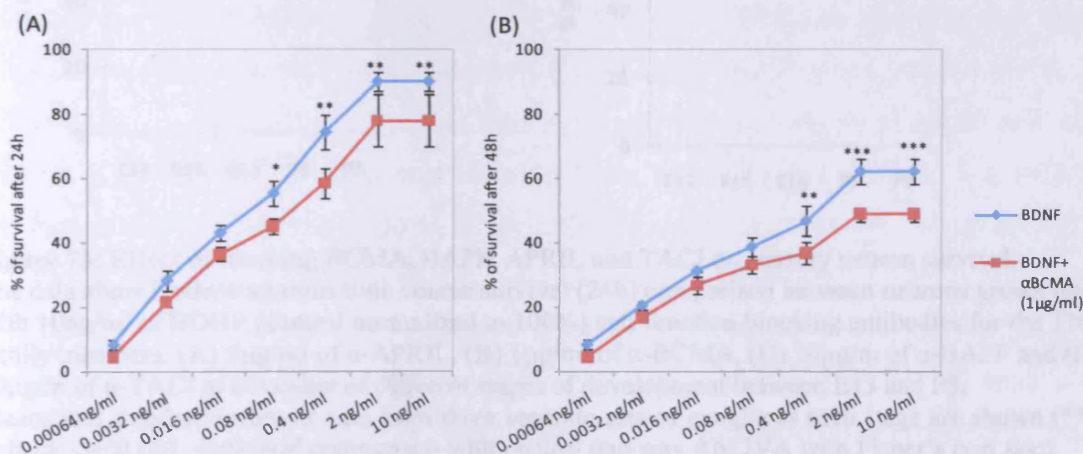 (A)
(B)
% of survival after 24h
100
80
60
40
20
0
*
**
**
**
0.00064 ng/ml
0.0032 ng/ml
0.016 ng/ml
0.08 ng/ml
0.4 ng/ml
2 ng/ml
10 ng/ml
% of survival after 48h
100
80
60
40
20
0
**
***
***
0.00064 ng/ml
0.0032 ng/ml
0.016 ng/ml
0.08 ng/ml
0.4 ng/ml
2 ng/ml
10 ng/ml
BDNF
BDNF+
αBCMA
(1μg/ml)